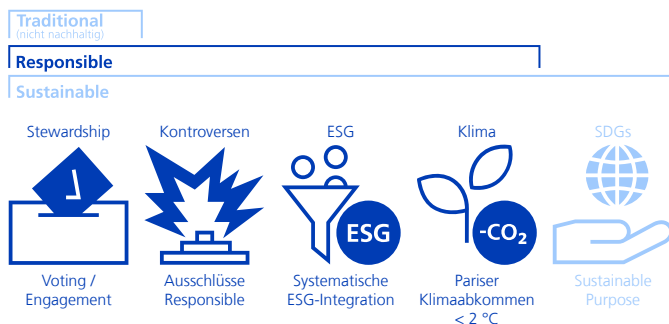 Traditional
(nicht nachhaltig)
Responsible
Sustainable
Stewardship
Kontroversen
ESG
Klima
SDGs
ESG
-CO₂
Voting /
Engagement
Ausschlüsse
Responsible
Systematische
ESG-Integration
Pariser
Klimaabkommen
< 2 °C
Sustainable
Purpose